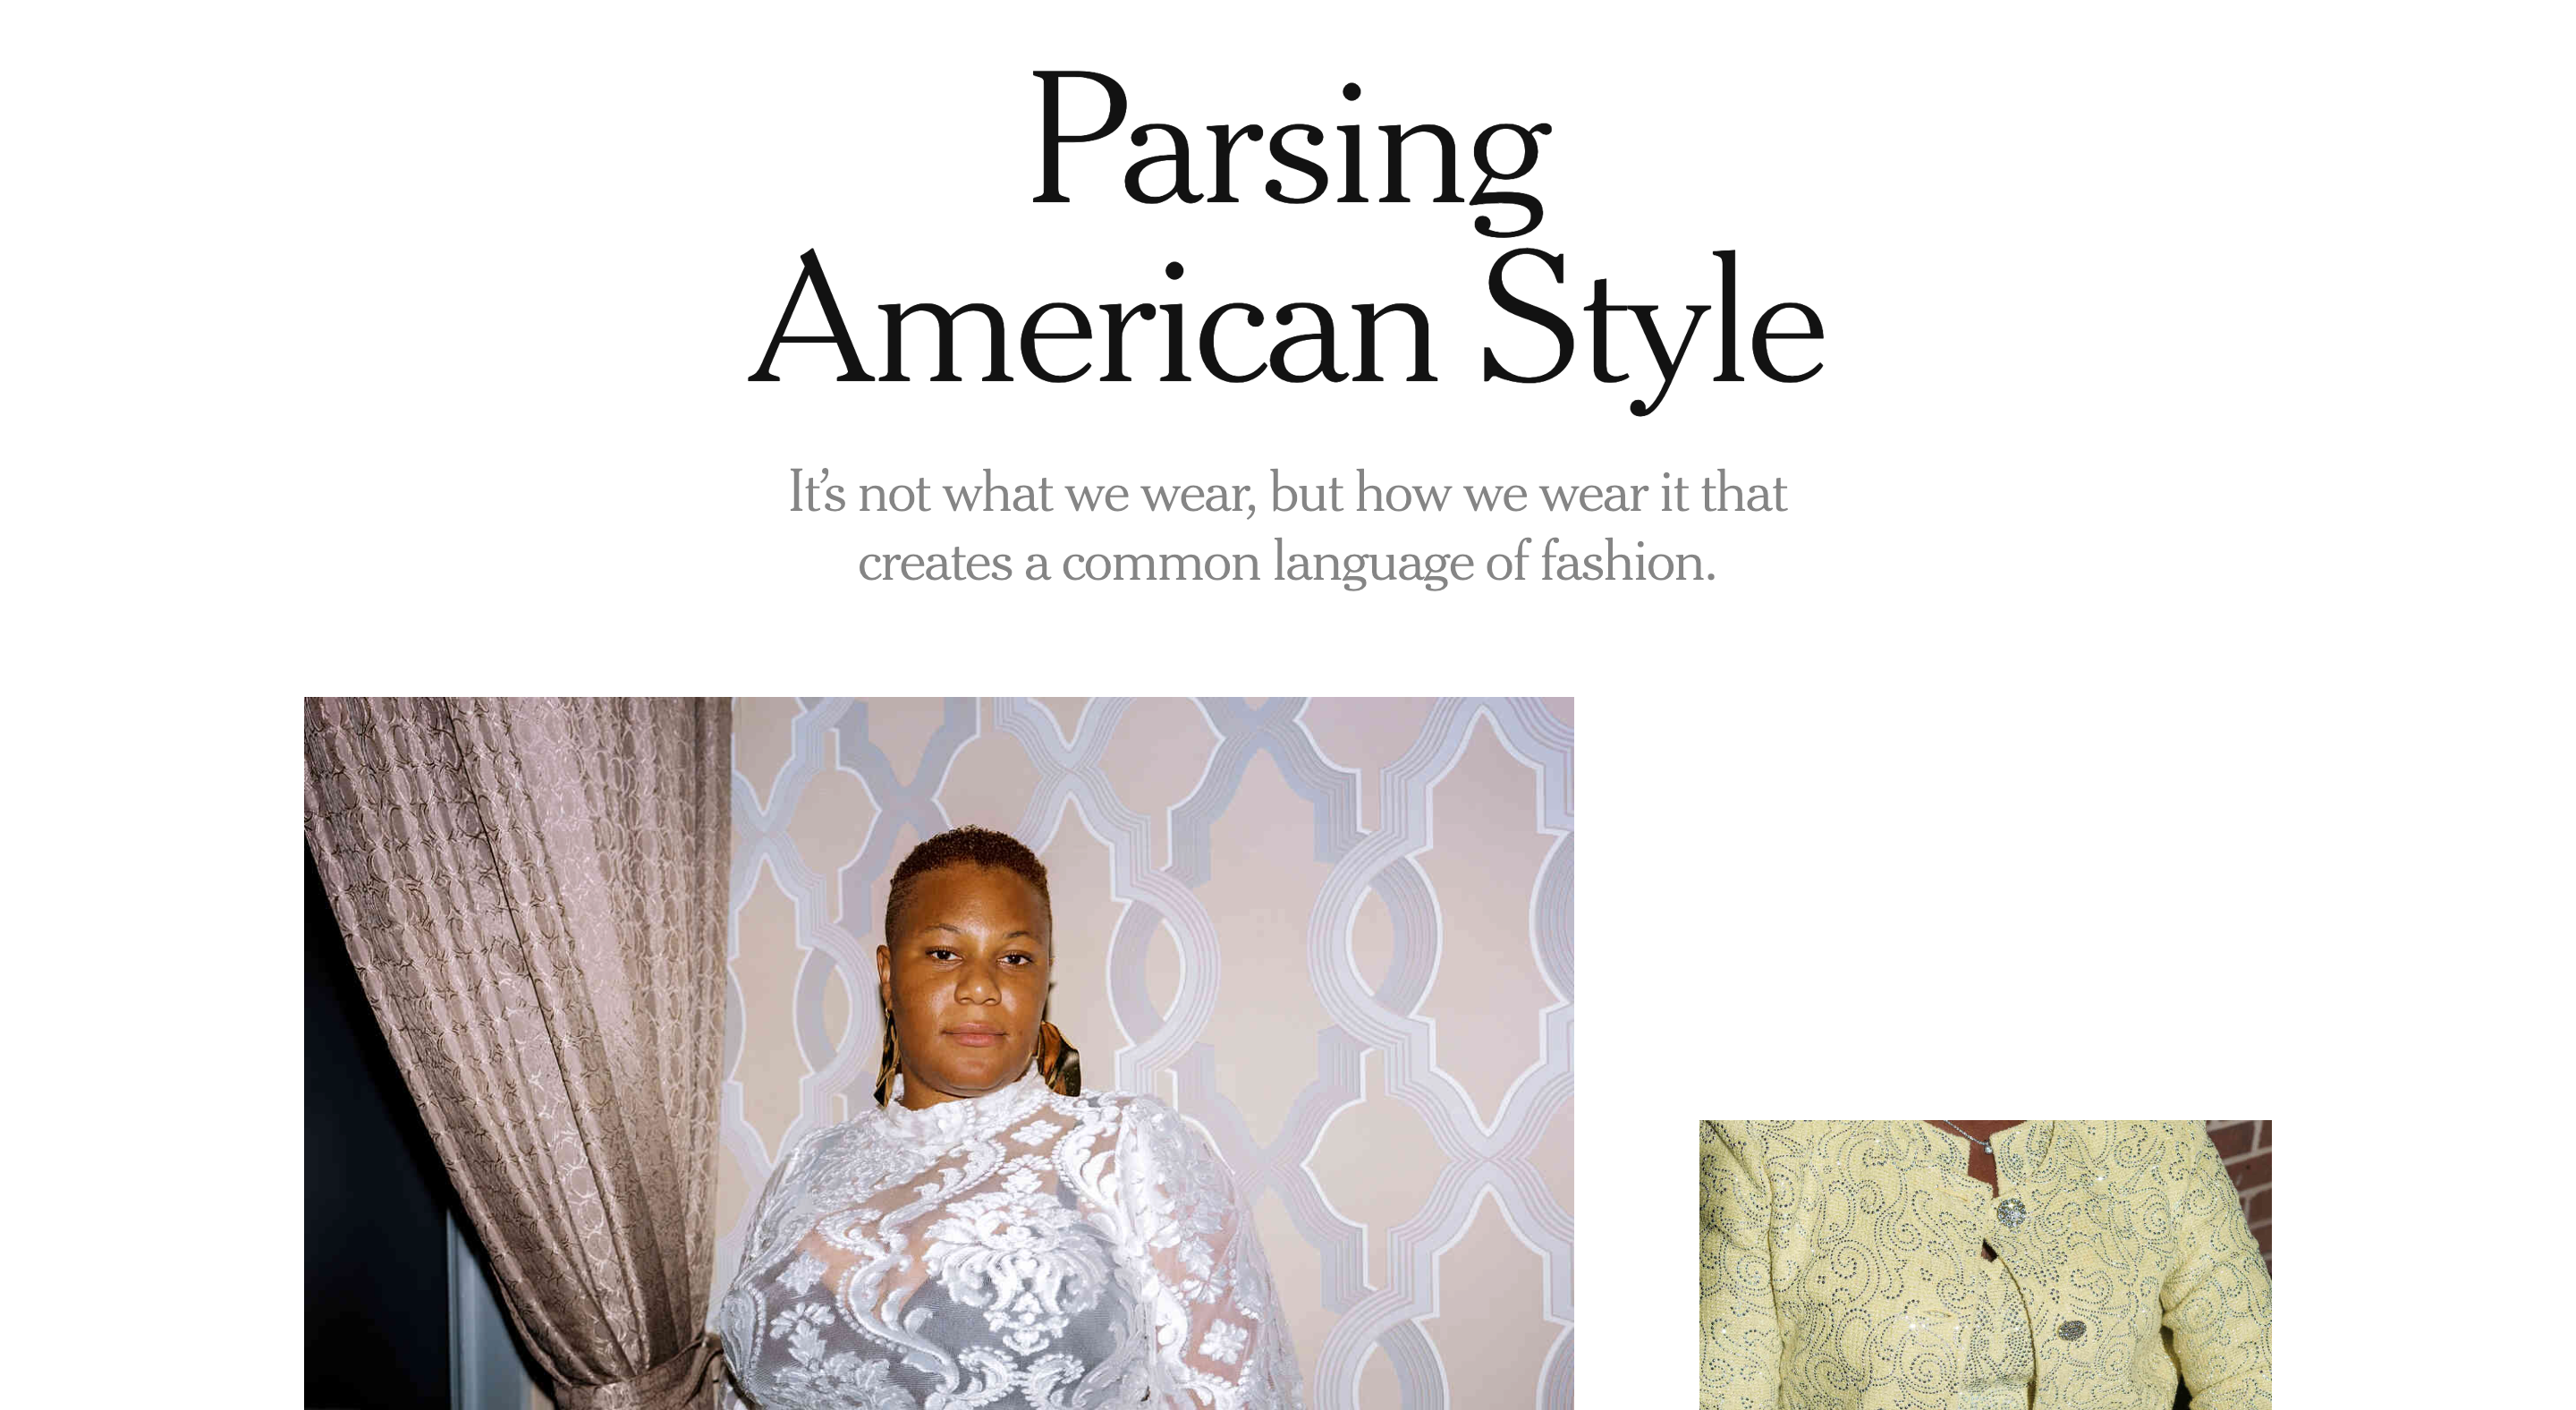 Parsing
American Style
It’s not what we wear, but how we wear it that
creates a common language of fashion.